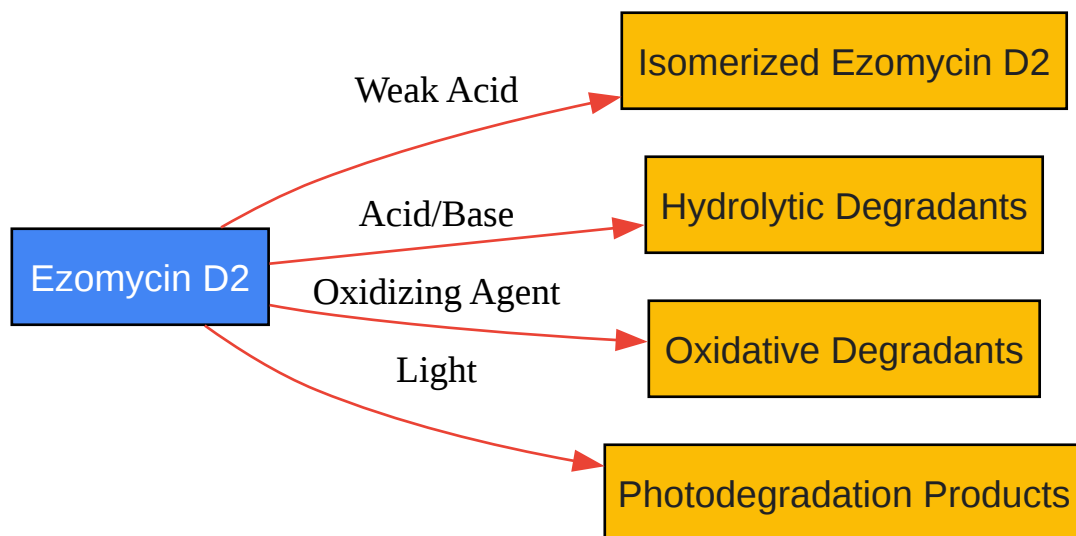 Isomerized Ezomycin D2
Weak Acid
Hydrolytic Degradants
Acid/Base
Ezomycin D2
Oxidizing Agent
Oxidative Degradants
Light
Photodegradation Products